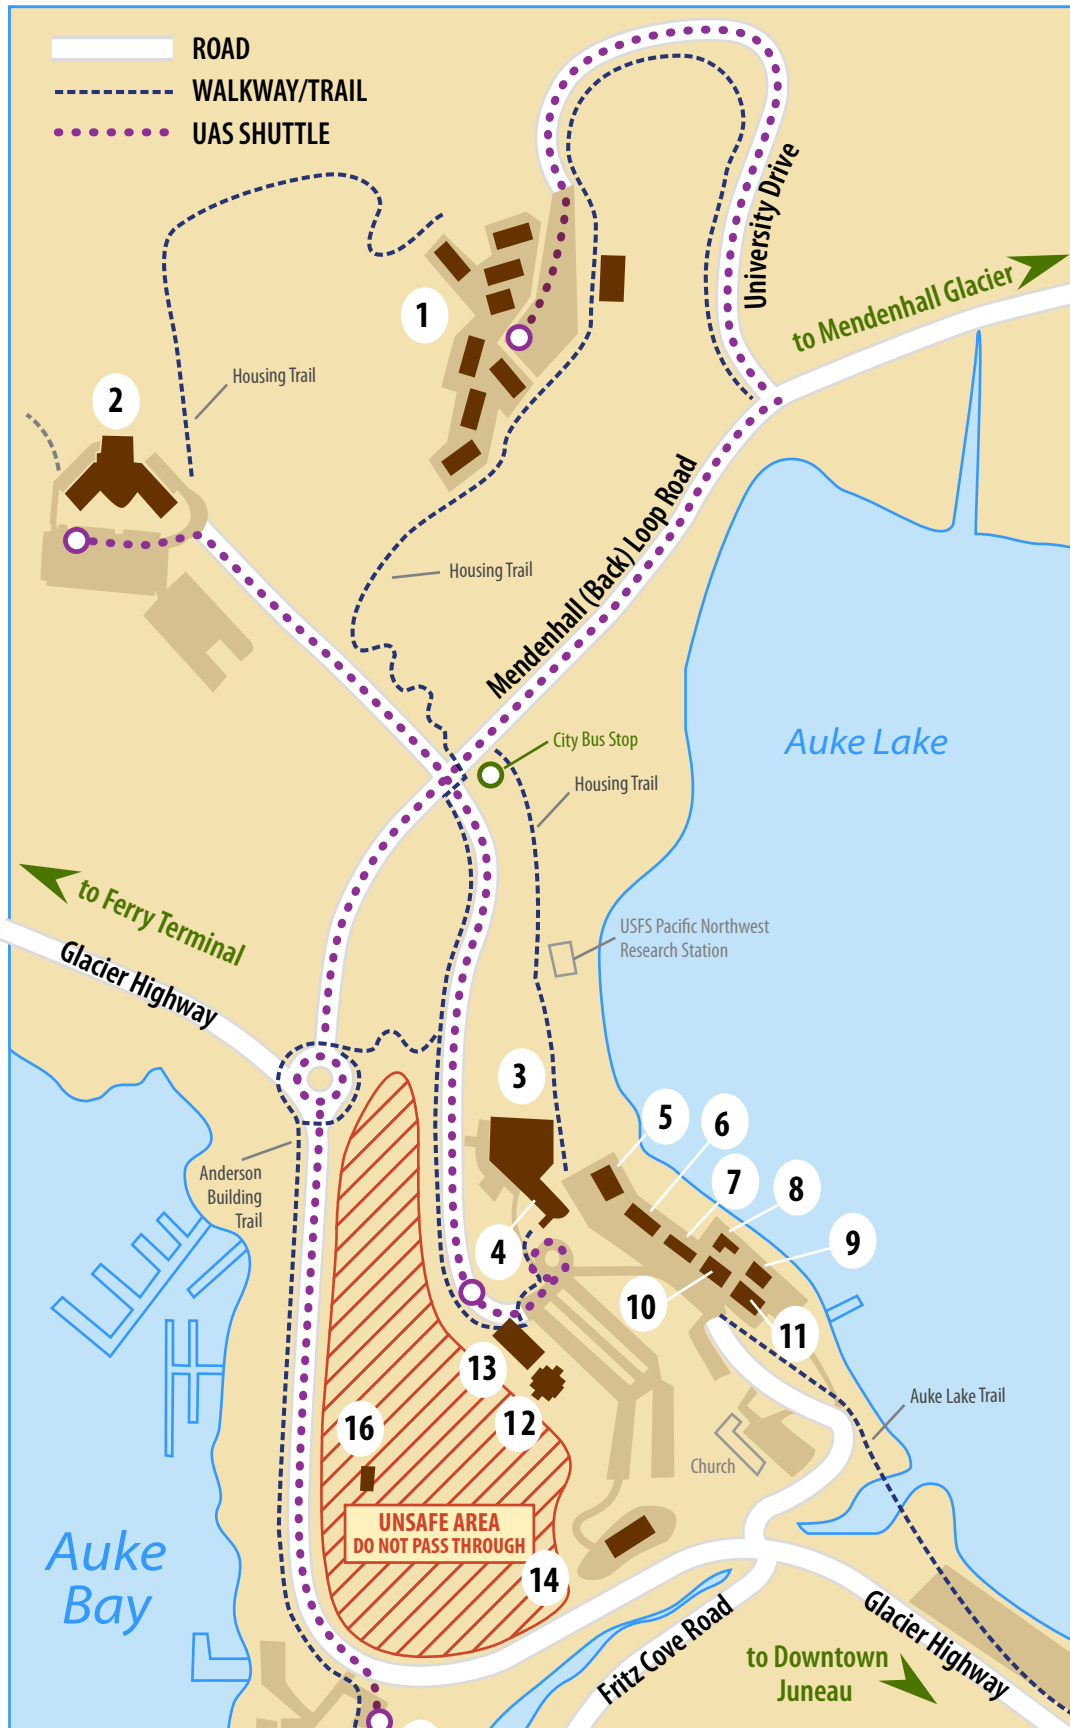 ROAD
WALKWAY/TRAIL
UAS SHUTTLE
University Drive
to Mendenhall Glacier
1
Housing Trail
2
Mendenhall (Back) Loop Road
Housing Trail
City Bus Stop
Auke Lake
Housing Trail
to Ferry Terminal
Glacier Highway
USFS Pacific Northwest
Research Station
3
5
6
7
8
9
Anderson
Building
Trail
4
10
11
13
12
16
Auke Lake Trail
Church
UNSAFE AREA
DO NOT PASS THROUGH
14
Auke
Bay
Fritz Cove Road
Glacier Highway
to Downtown
Juneau